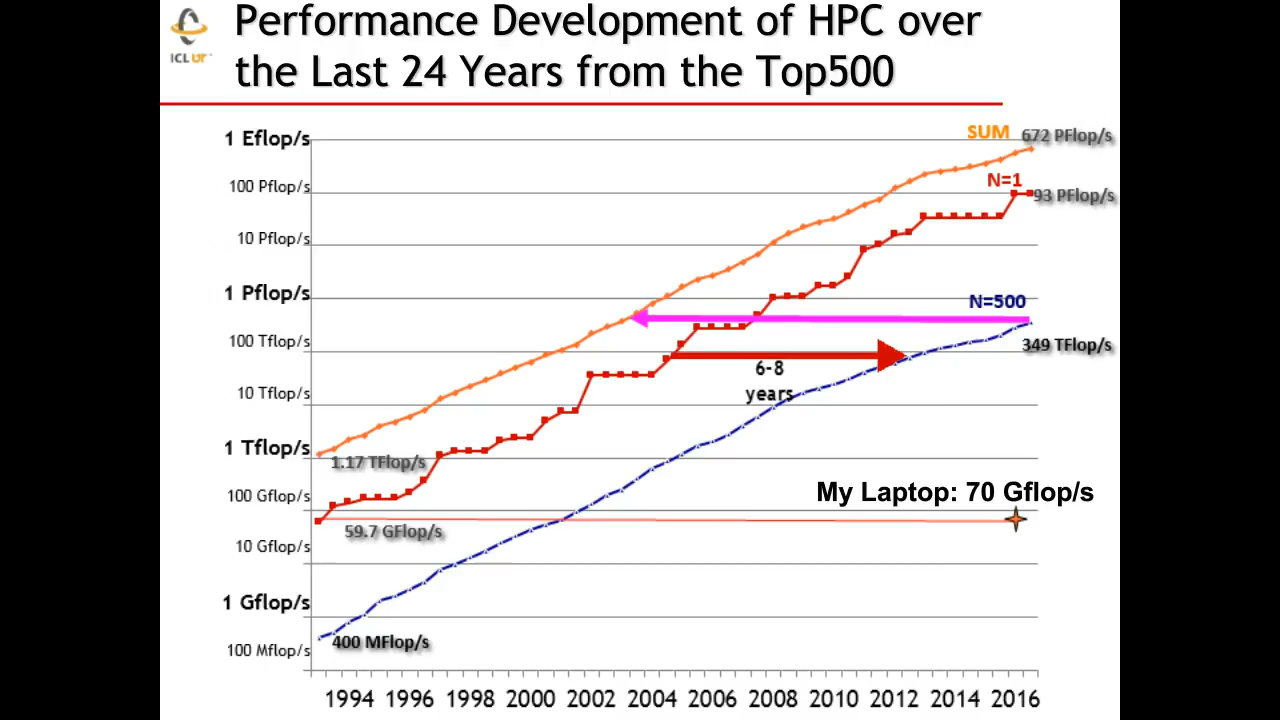 Performance Development of HPC over
the Last 24 Years from the Top500
ICL UT
1 Eflop/s
100 Pflop/s
10 Pflop/s
1 Pflop/s
100 Tflop/s
10 Tflop/s
1 Tflop/s
100 Gflop/s
10 Gflop/s
1 Gflop/s
100 Mflop/s
SUM
672 PFlop/s
N=1
93 PFlop/s
N=500
349 TFlop/s
6-8
years
1.17 TFlop/s
My Laptop: 70 Gflop/s
59.7 GFlop/s
400 MFlop/s
1994 1996 1998 2000 2002 2004 2006 2008 2010 2012 2014 2016